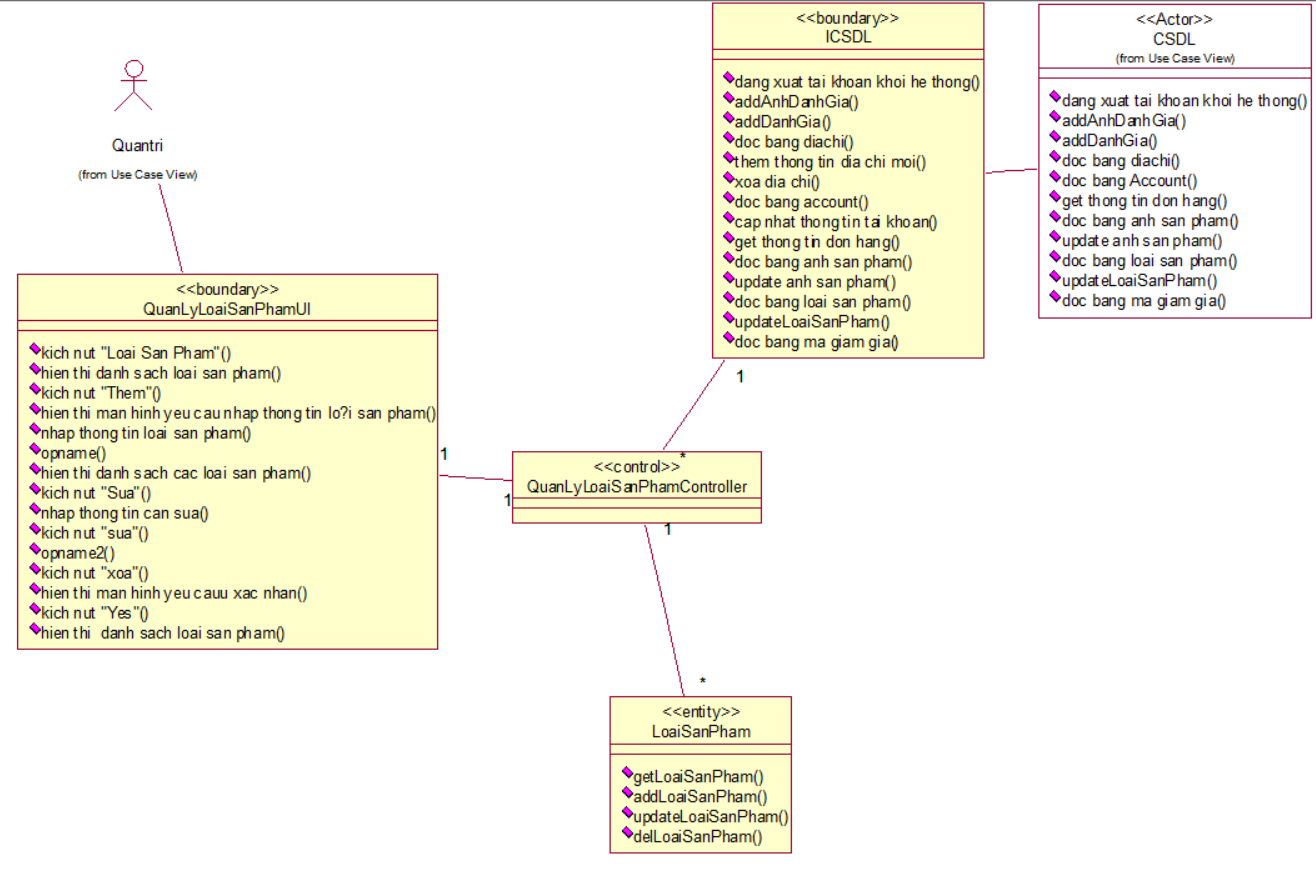 Quantri
(from Use Case View)
<<boundary>>
QuanLyLoaiSanPhamUI
kich nut "Loai San Pham"()
hien thi danh sach loai san pham()
kich nut "Them"()
hien thi man hinh yeu cau nhap thong tin lo?i san pham()
nhap thong tin loai san pham()
opname()
hien thi danh sach cac loai san pham()
kich nut "Sua"()
nhap thong tin can sua()
kich nut "sua"()
opname2()
kich nut "xoa"()
hien thi man hinh yeu cauu xac nhan()
kich nut "Yes"()
hien thi danh sach loai san pham()
1
1
<<boundary>>
ICSDL
dang xuat tai khoan khoi he thong()
addAnhDanhGia()
addDanhGia()
doc bang diachi()
them thong tin dia chi moi()
xoa dia chi()
doc bang account()
cap nhat thong tin tai khoan()
get thong tin don hang()
doc bang anh san pham()
update anh san pham()
doc bang loai san pham()
updateLoaiSanPham()
doc bang ma giam gia()
1
*
<<Actor>>
CSDL
(from Use Case View)
dang xuat tai khoan khoi he thong()
addAnhDanhGia()
addDanhGia()
doc bang diachi()
doc bang Account()
get thong tin don hang()
doc bang anh san pham()
update anh san pham()
doc bang loai san pham()
updateLoaiSanPham()
doc bang ma giam gia()
<<control>>
QuanLyLoaiSanPhamController
1
*
<<entity>>
LoaiSanPham
getLoaiSanPham()
addLoaiSanPham()
updateLoaiSanPham()
delLoaiSanPham()